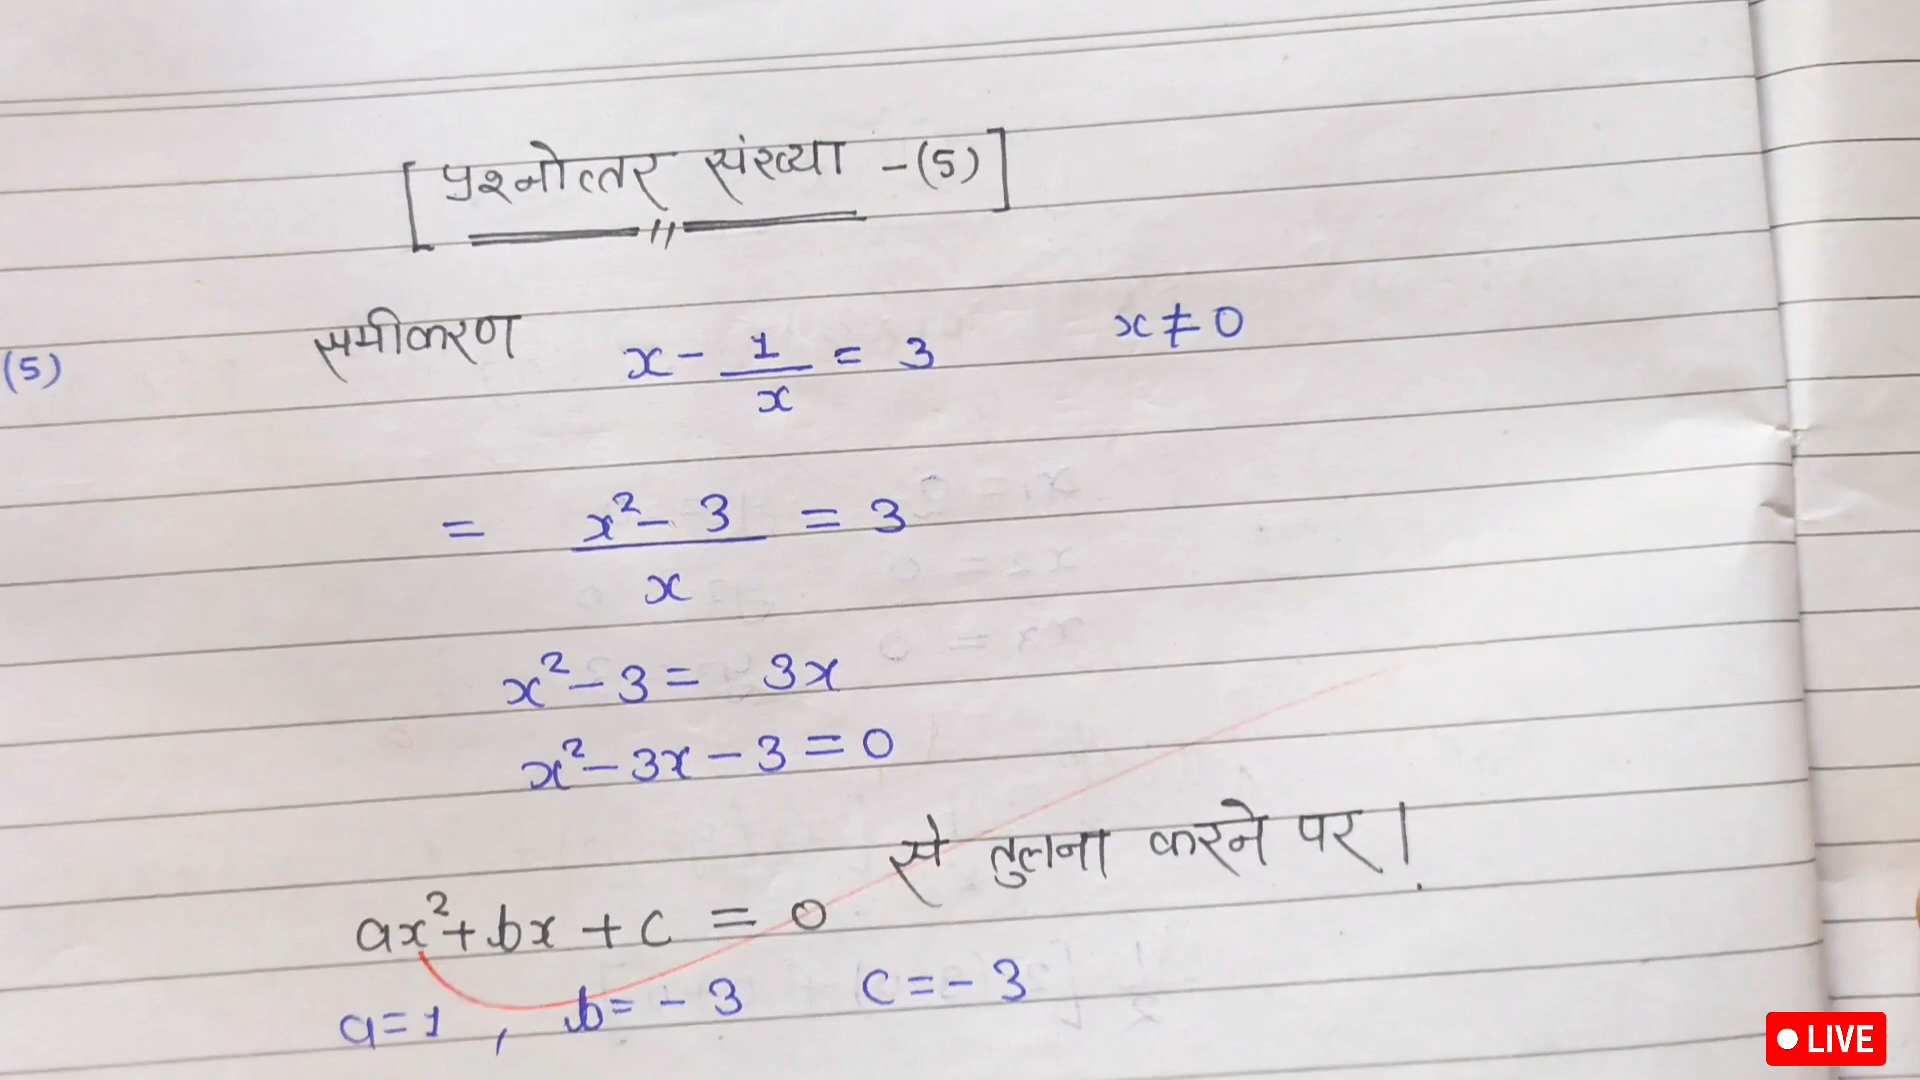 [ प्रश्नोत्तर संख्या -(5) ]
(5) समीकरण x - 1/x = 3 x ≠ 0
= x² - 3 / x = 3
x² - 3 = 3x
x² - 3x - 3 = 0
से तुलना करने पर।
ax² + bx + c = 0
a = 1 , b = - 3 c = - 3
LIVE